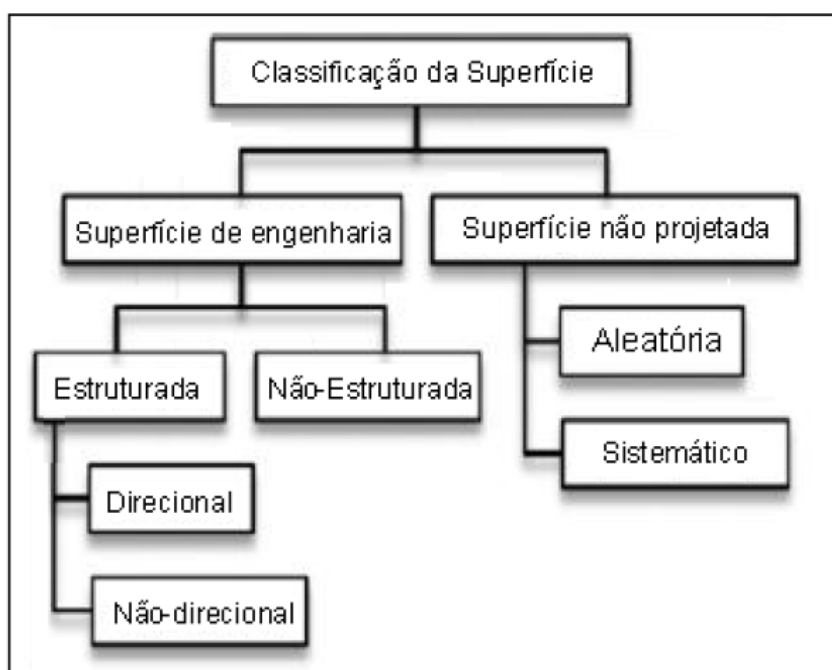 Classificação da Superfície
Superfície de engenharia
Superfície não projetada
Estruturada
Não-Estruturada
Direcional
Não-direcional
Aleatória
Sistemático